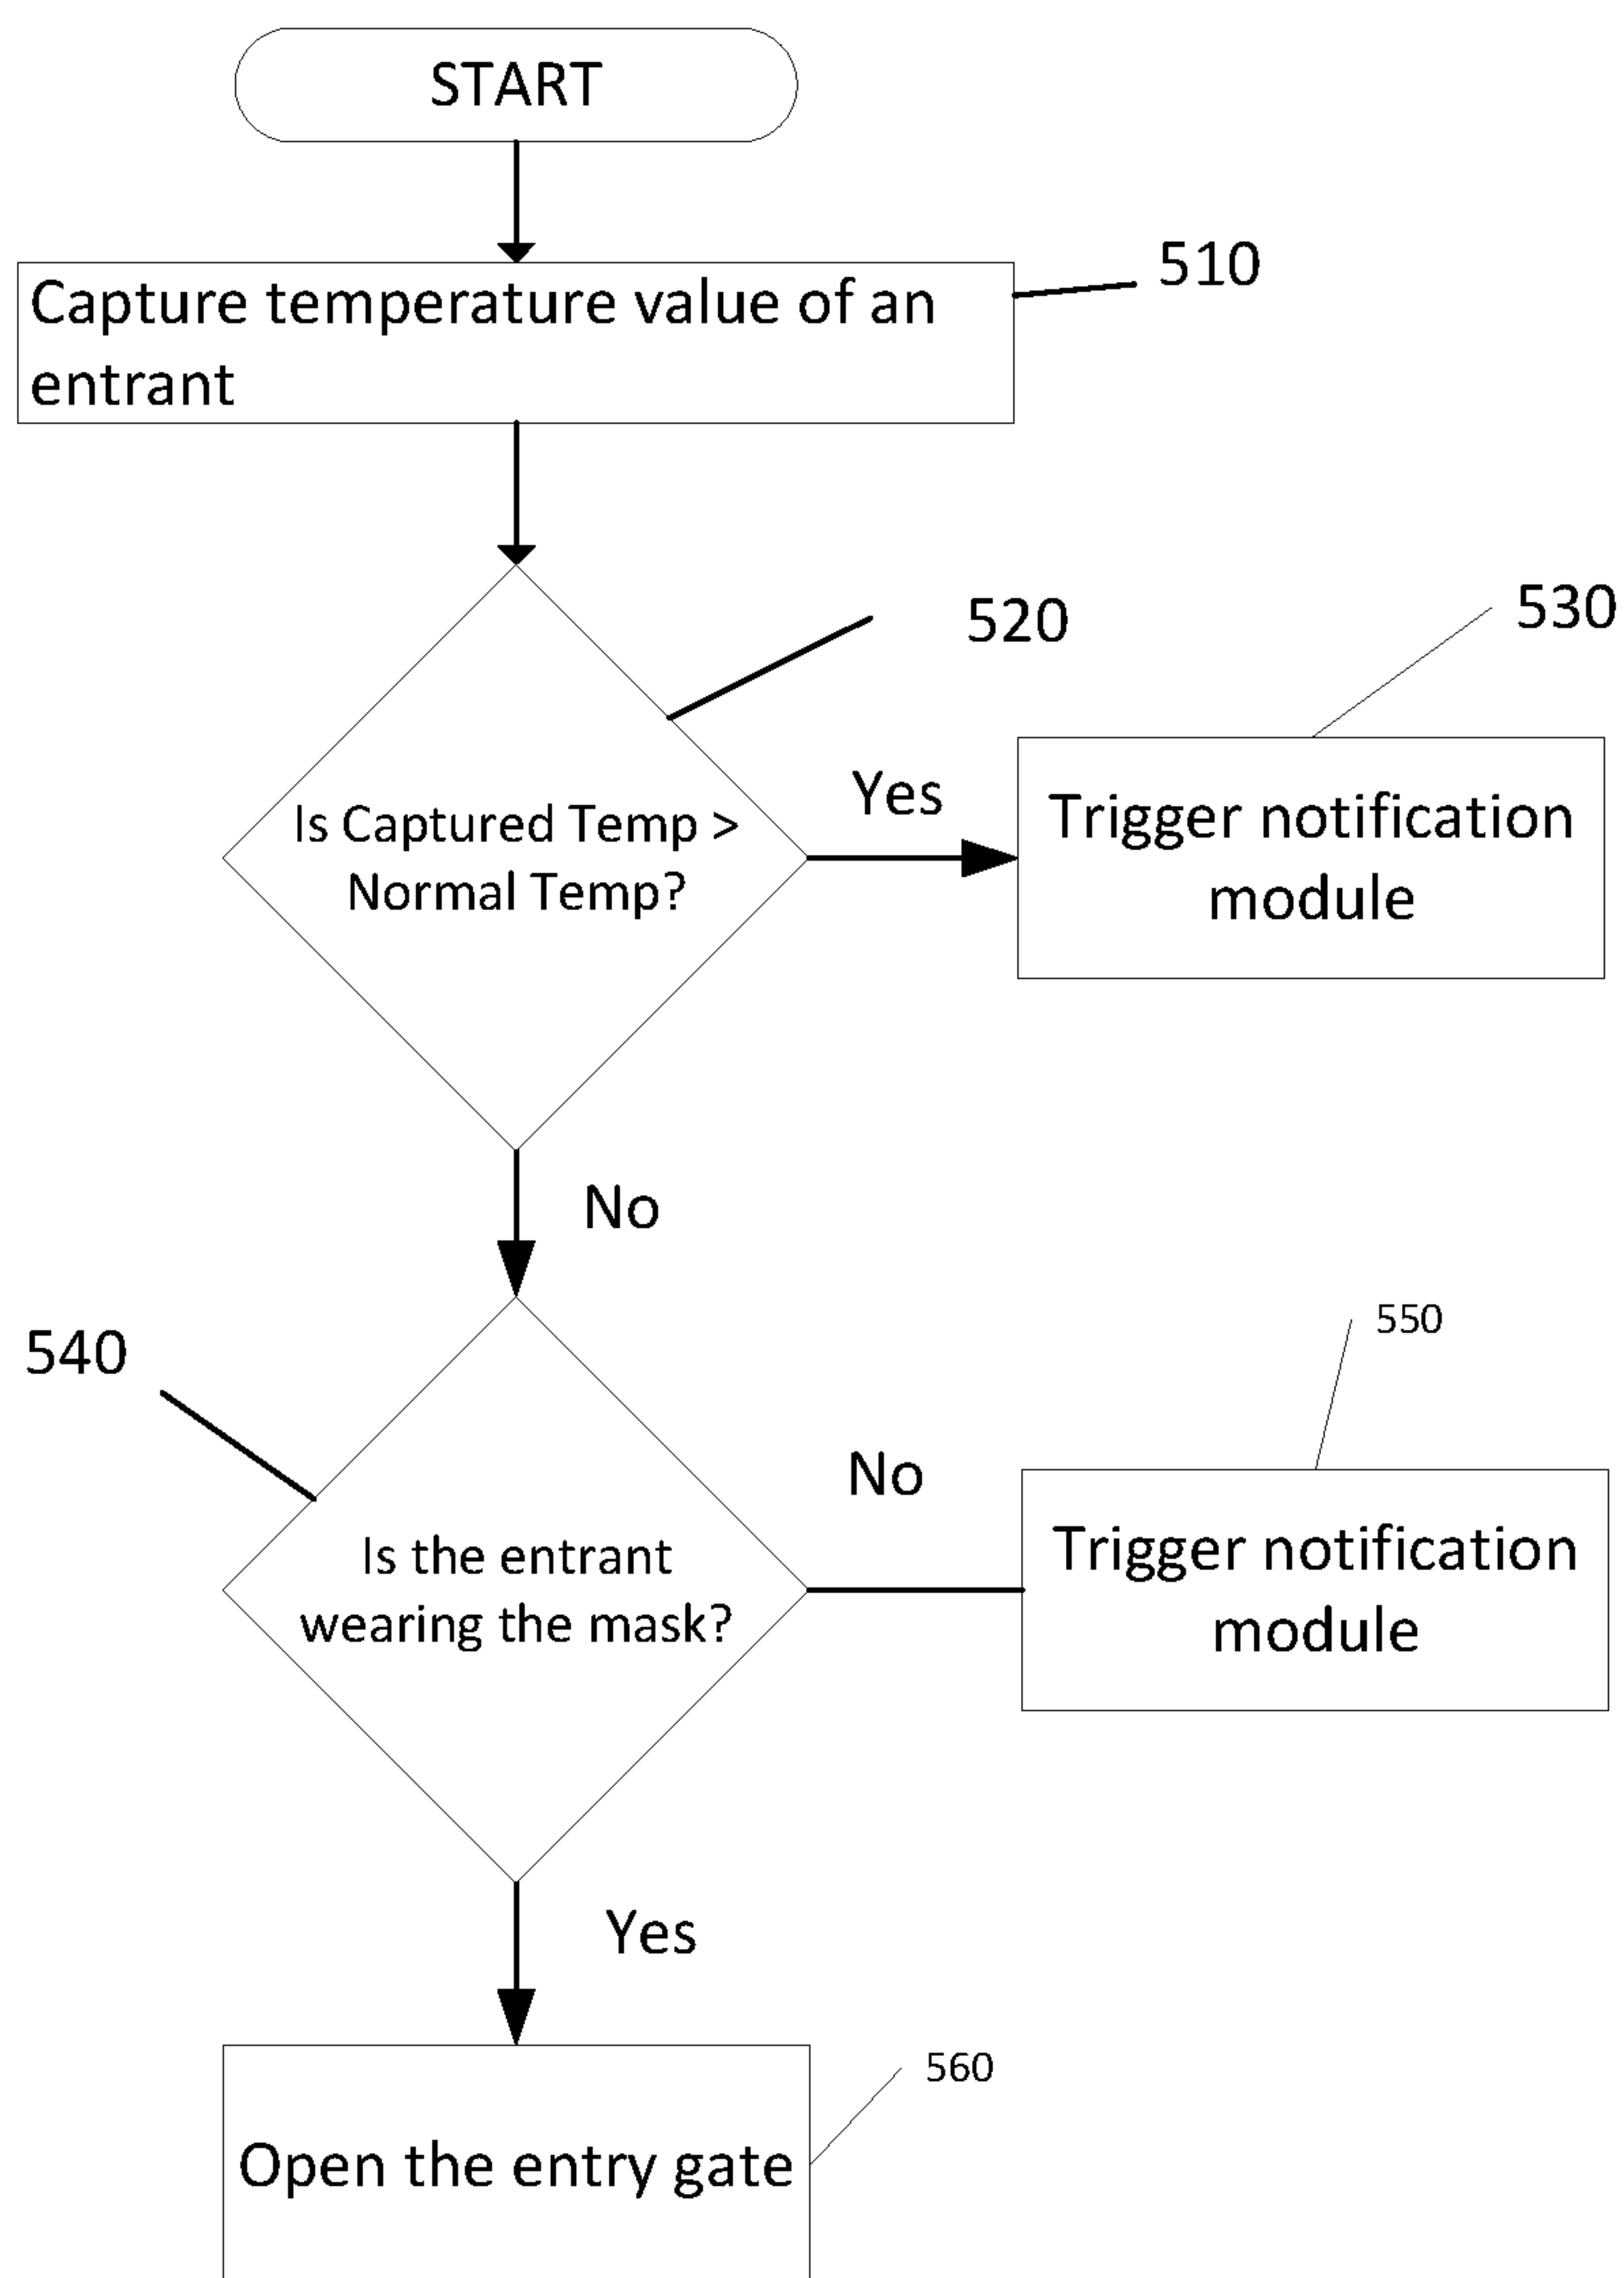 START
510
Capture temperature value of an
entrant
520
530
Is Captured Temp >
Normal Temp?
Yes
Trigger notification
module
No
540
550
Is the entrant
wearing the mask?
No
Trigger notification
module
Yes
560
Open the entry gate